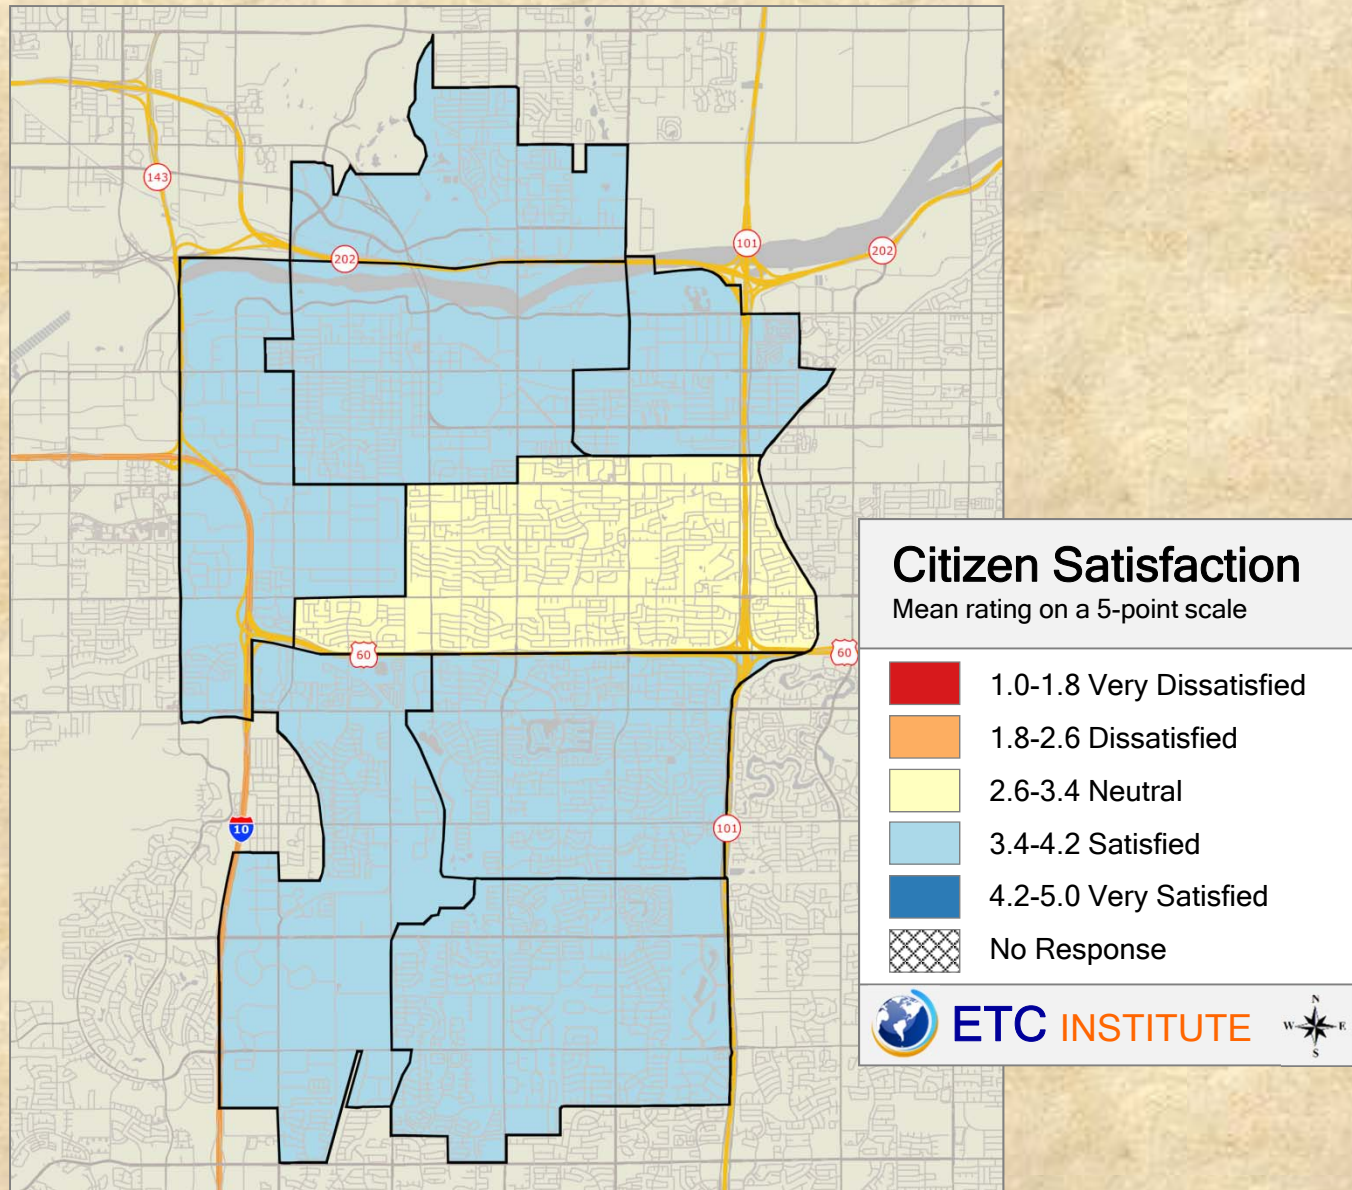 143
202
101
202
Citizen Satisfaction
Mean rating on a 5-point scale
60
60
1.0-1.8 Very Dissatisfied
1.8-2.6 Dissatisfied
2.6-3.4 Neutral
10
101
3.4-4.2 Satisfied
4.2-5.0 Very Satisfied
No Response
ETC INSTITUTE
N
W E
S